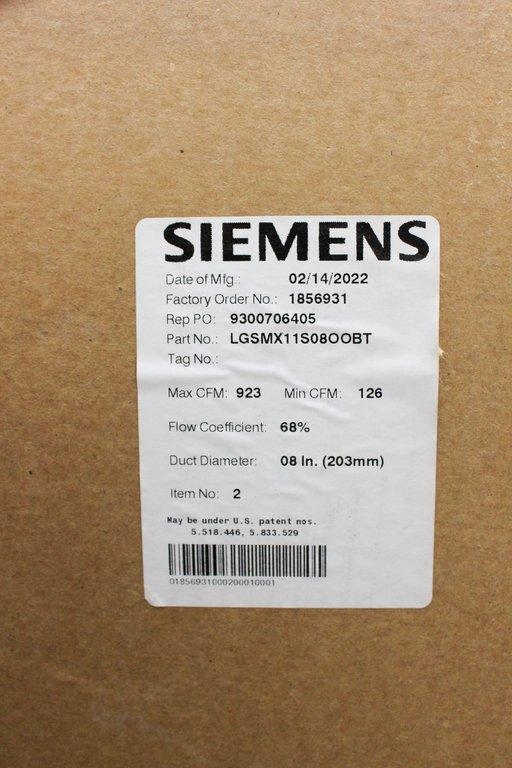 SIEMENS
Date of Mfg.: 02/14/2022
Factory Order No.: 1856931
Rep PO: 9300706405
Part No.: LGSMX11S08OOBT
Tag No.:
Max CFM: 923 Min CFM: 126
Flow Coefficient: 68%
Duct Diameter: 08 In. (203mm)
Item No: 2
May be under U.S. patent nos.
5.518.446, 5.833.529
01856931000200010001